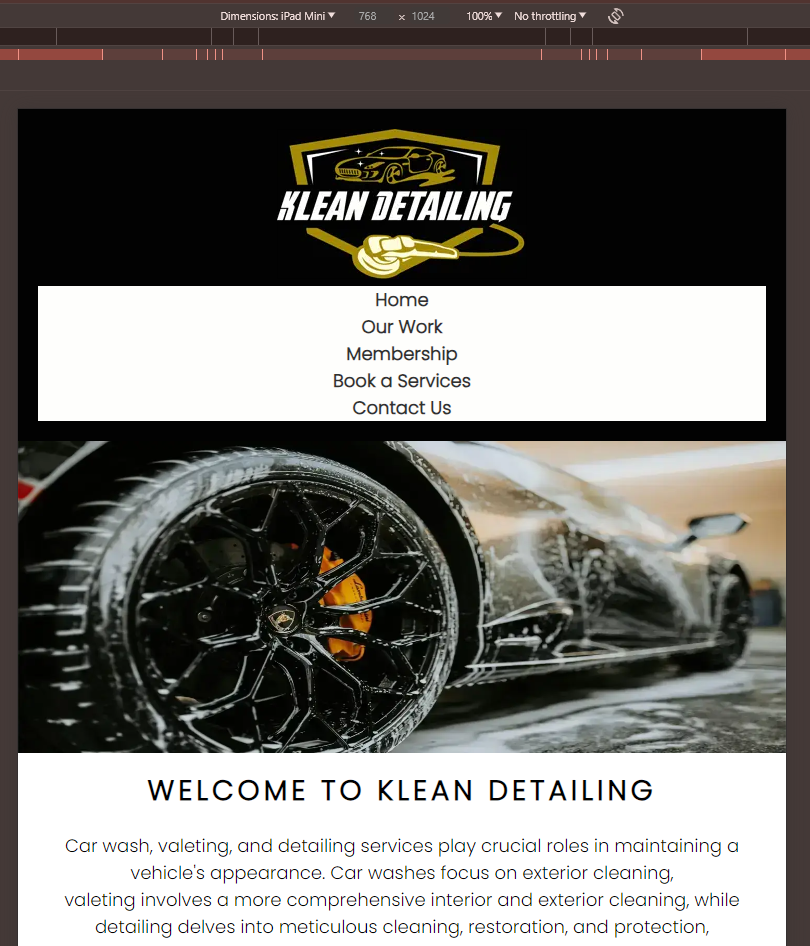 Dimensions: iPad Mini ▼ 768 × 1024 100% ▼ No throttling ▼
KLEAN DETAILING
Home
Our Work
Membership
Book a Services
Contact Us
WELCOME TO KLEAN DETAILING
Car wash, valeting, and detailing services play crucial roles in maintaining a
vehicle's appearance. Car washes focus on exterior cleaning,
valeting involves a more comprehensive interior and exterior cleaning, while
detailing delves into meticulous cleaning, restoration, and protection,